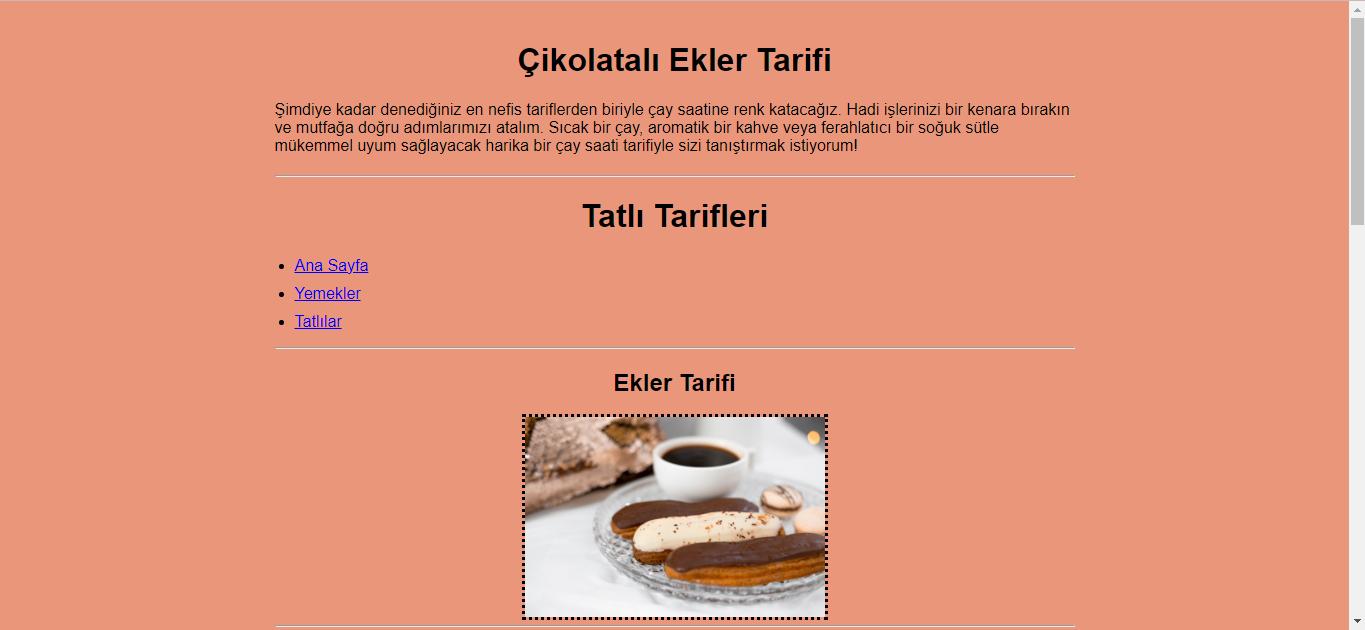 Çikolatalı Ekler Tarifi
Şimdiye kadar denediğiniz en nefis tariflerden biriyle çay saatine renk katacağız. Hadi işlerinizi bir kenara bırakın
ve mutfağa doğru adımlarımızı atalım. Sıcak bir çay, aromatik bir kahve veya ferahlatıcı bir soğuk sütle
mükemmel uyum sağlayacak harika bir çay saati tarifiyle sizi tanıştırmak istiyorum!
Tatlı Tarifleri
Ana Sayfa
Yemekler
Tatlılar
Ekler Tarifi